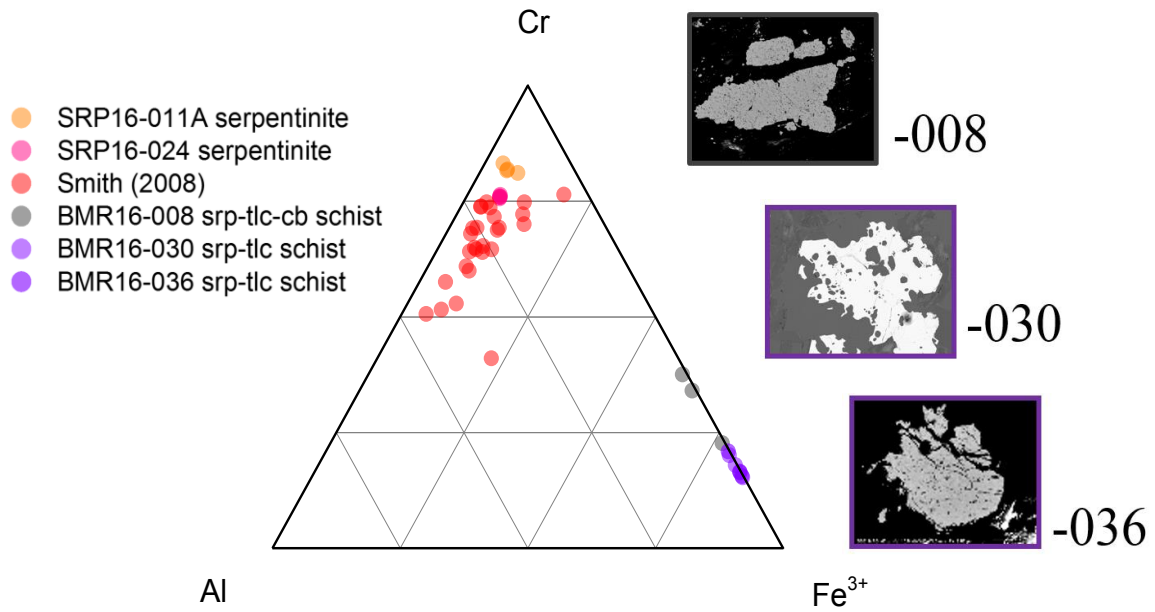 Cr
SRP16-011A serpentinite
SRP16-024 serpentinite
Smith (2008)
BMR16-008 srp-tlc-cb schist
BMR16-030 srp-tlc schist
BMR16-036 srp-tlc schist
-008
-030
-036
Al
Fe³⁺